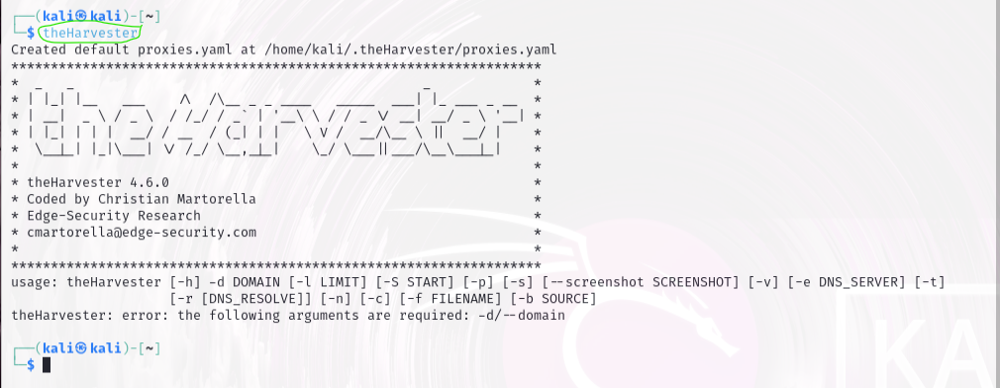 ┌──(kali㉿kali)-[~]
└─$ theHarvester
Created default proxies.yaml at /home/kali/.theHarvester/proxies.yaml
*******************************************************************
*  _   _                                            _             *
* | |_| |__   ___    /\  /\__ _ _ ____   _____  ___| |_ ___ _ __  *
* | __|  _ \ / _ \  / /_/ / _` | '__\ \ / / _ \/ __| __/ _ \ '__| *
* | |_| | | |  __/ / __  / (_| | |   \ V /  __/\__ \ ||  __/ |    *
*  \__|_| |_|\___| \/ /_/ \__,_|_|    \_/ \___||___/\__\___|_|    *
*                                                                 *
* theHarvester 4.6.0                                              *
* Coded by Christian Martorella                                   *
* Edge-Security Research                                          *
* cmartorella@edge-security.com                                   *
*                                                                 *
*******************************************************************
usage: theHarvester [-h] -d DOMAIN [-l LIMIT] [-S START] [-p] [-s] [--screenshot SCREENSHOT] [-v] [-e DNS_SERVER] [-t]
                    [-r [DNS_RESOLVE]] [-n] [-c] [-f FILENAME] [-b SOURCE]
theHarvester: error: the following arguments are required: -d/--domain
┌──(kali㉿kali)-[~]
└─$
KA